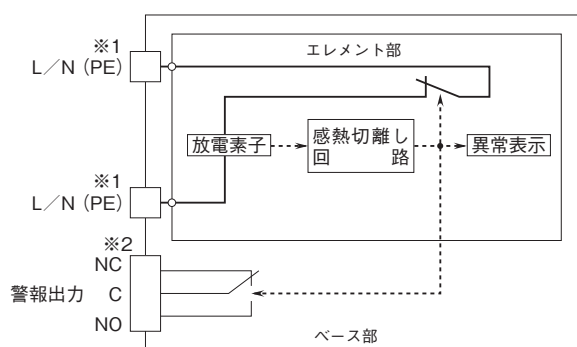 ※1
L／N（PE）
エレメント部
放電素子
感熱切離し
回 路
異常表示
※1
L／N（PE）
※2
NC
警報出力 C
NO
ベース部